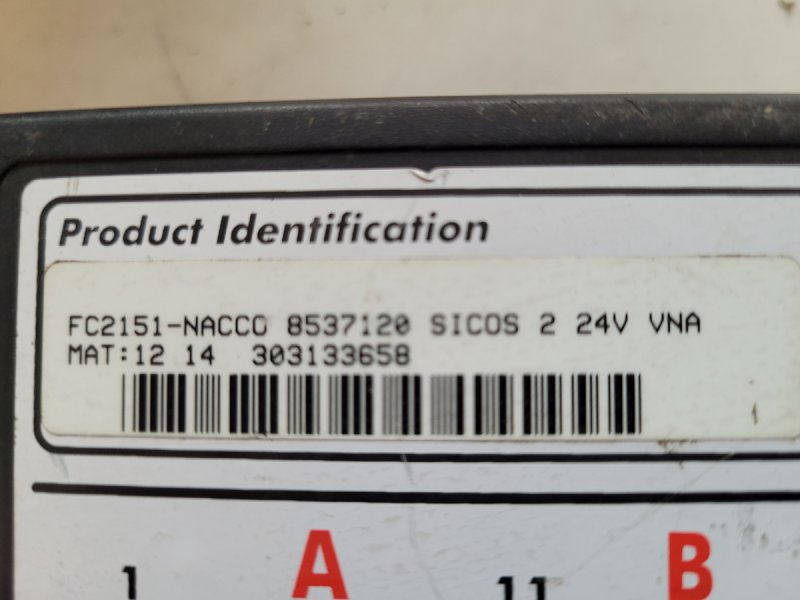 Product Identification
FC2151-NACCO 8537120 SICOS 2 24V VNA
MAT:12 14 303133658
A B
1 11